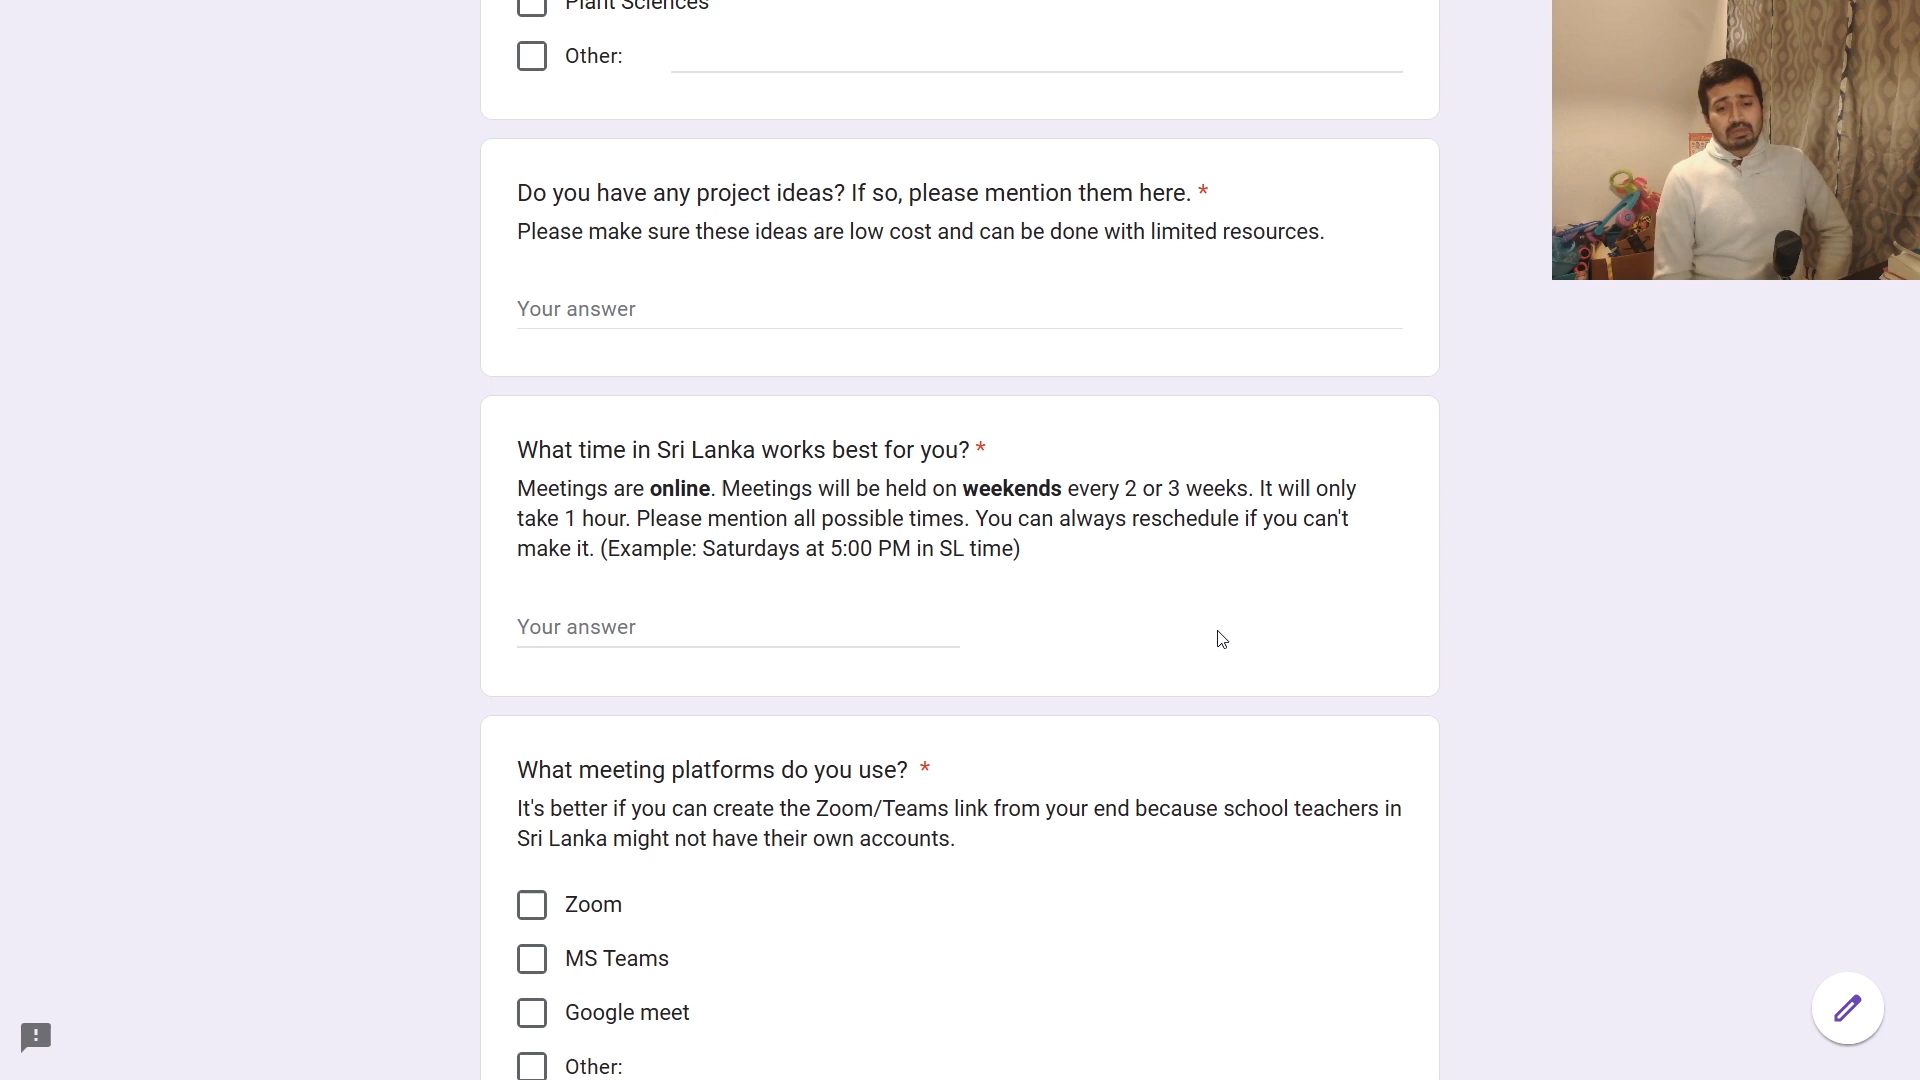 Plant Sciences
Other:
Do you have any project ideas? If so, please mention them here. *
Please make sure these ideas are low cost and can be done with limited resources.
Your answer
What time in Sri Lanka works best for you? *
Meetings are online. Meetings will be held on weekends every 2 or 3 weeks. It will only
take 1 hour. Please mention all possible times. You can always reschedule if you can't
make it. (Example: Saturdays at 5:00 PM in SL time)
Your answer
What meeting platforms do you use? *
It's better if you can create the Zoom/Teams link from your end because school teachers in
Sri Lanka might not have their own accounts.
Zoom
MS Teams
Google meet
Other: